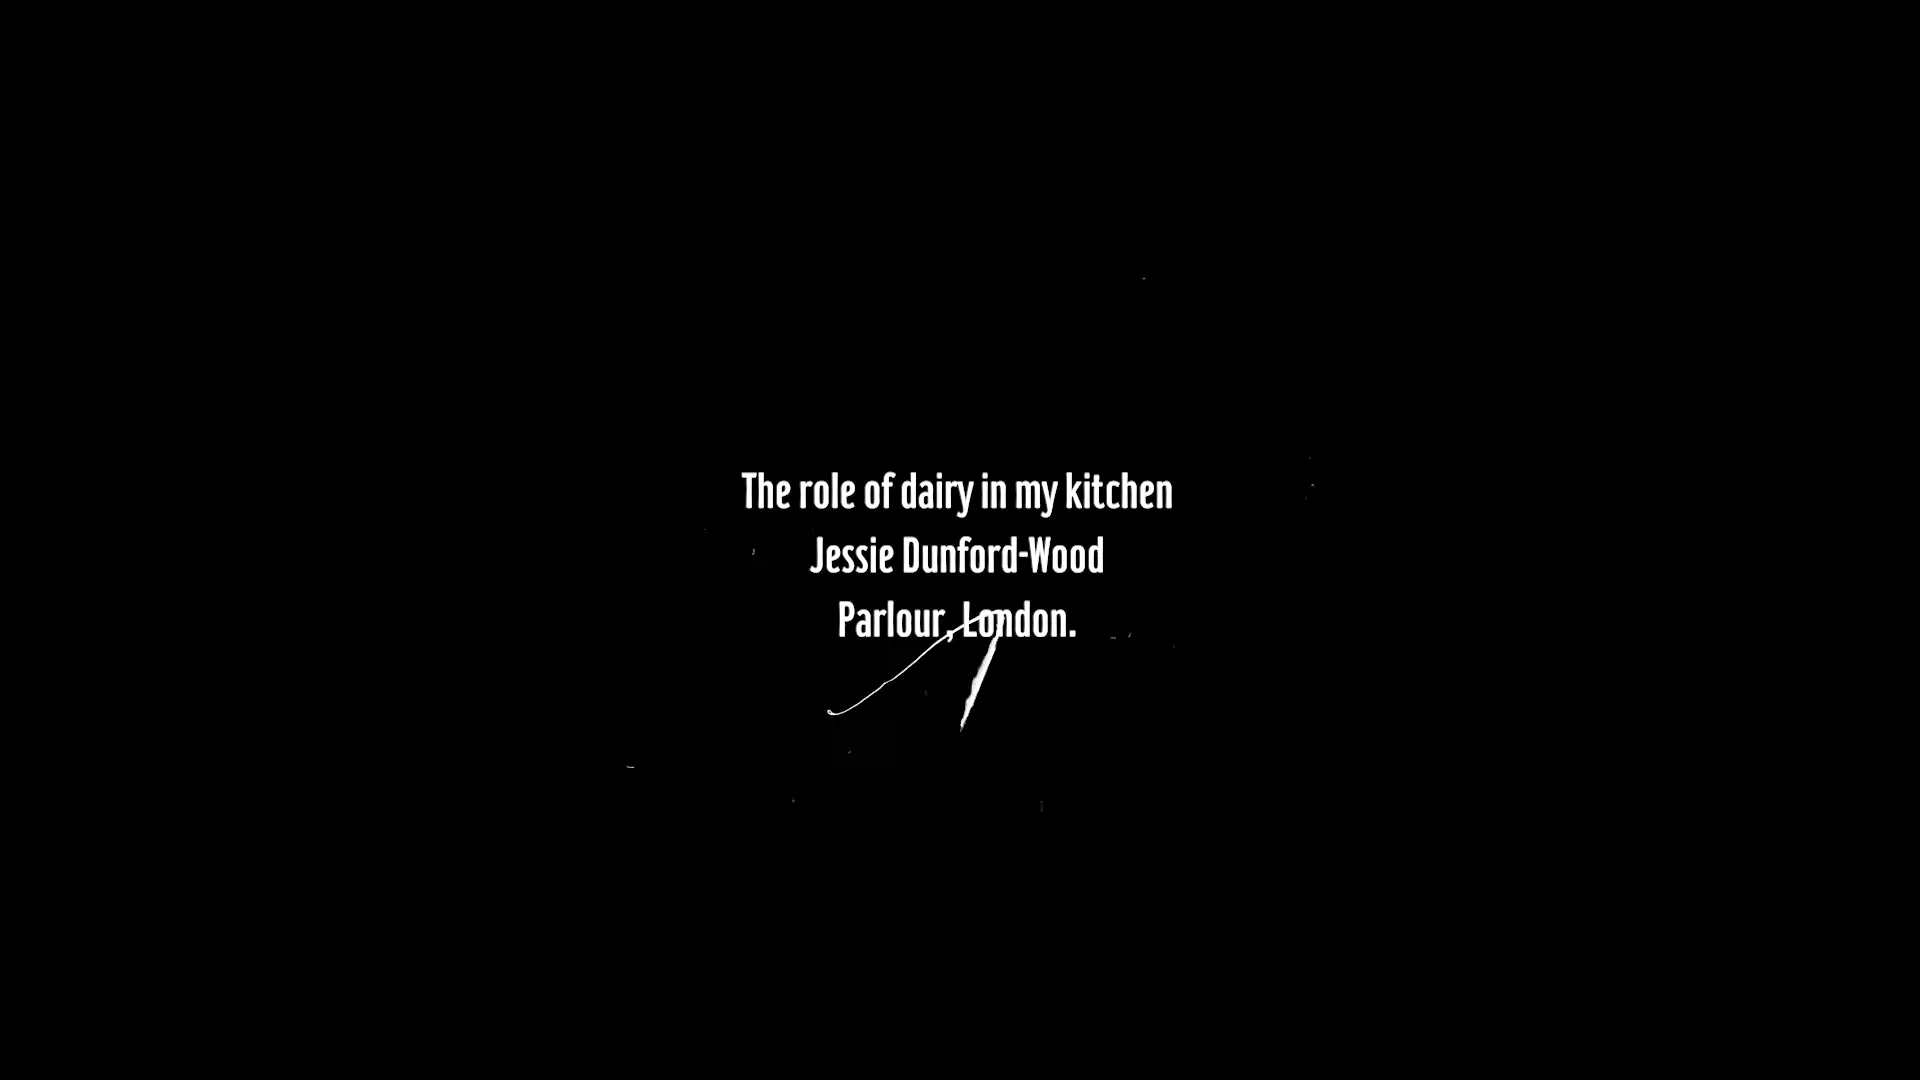 The role of dairy in my kitchen
Jessie Dunford-Wood
Parlour, London.